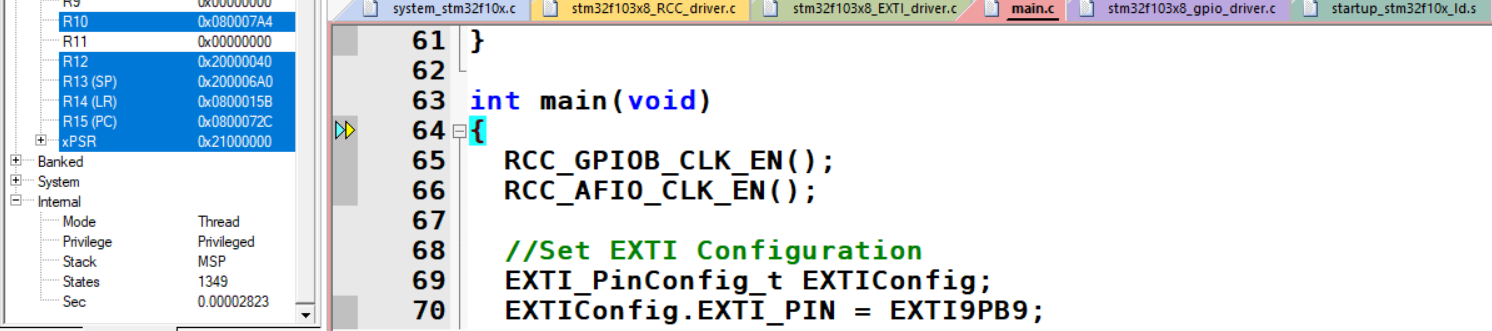 R9 0x00000000
R10 0x080007A4
R11 0x00000000
R12 0x20000040
R13 (SP) 0x200006A0
R14 (LR) 0x0800015B
R15 (PC) 0x0800072C
xPSR 0x21000000
Banked
System
Internal
Mode Thread
Privilege Privileged
Stack MSP
States 1349
Sec 0.00002823
system_stm32f10x.c stm32f103x8_RCC_driver.c stm32f103x8_EXTI_driver.c main.c stm32f103x8_gpio_driver.c startup_stm32f10x_ld.s
61 }
62
63 int main(void)
64 {
65 RCC_GPIOB_CLK_EN();
66 RCC_AFIO_CLK_EN();
67
68 //Set EXTI Configuration
69 EXTI_PinConfig_t EXTIConfig;
70 EXTIConfig.EXTI_PIN = EXTI9PB9;